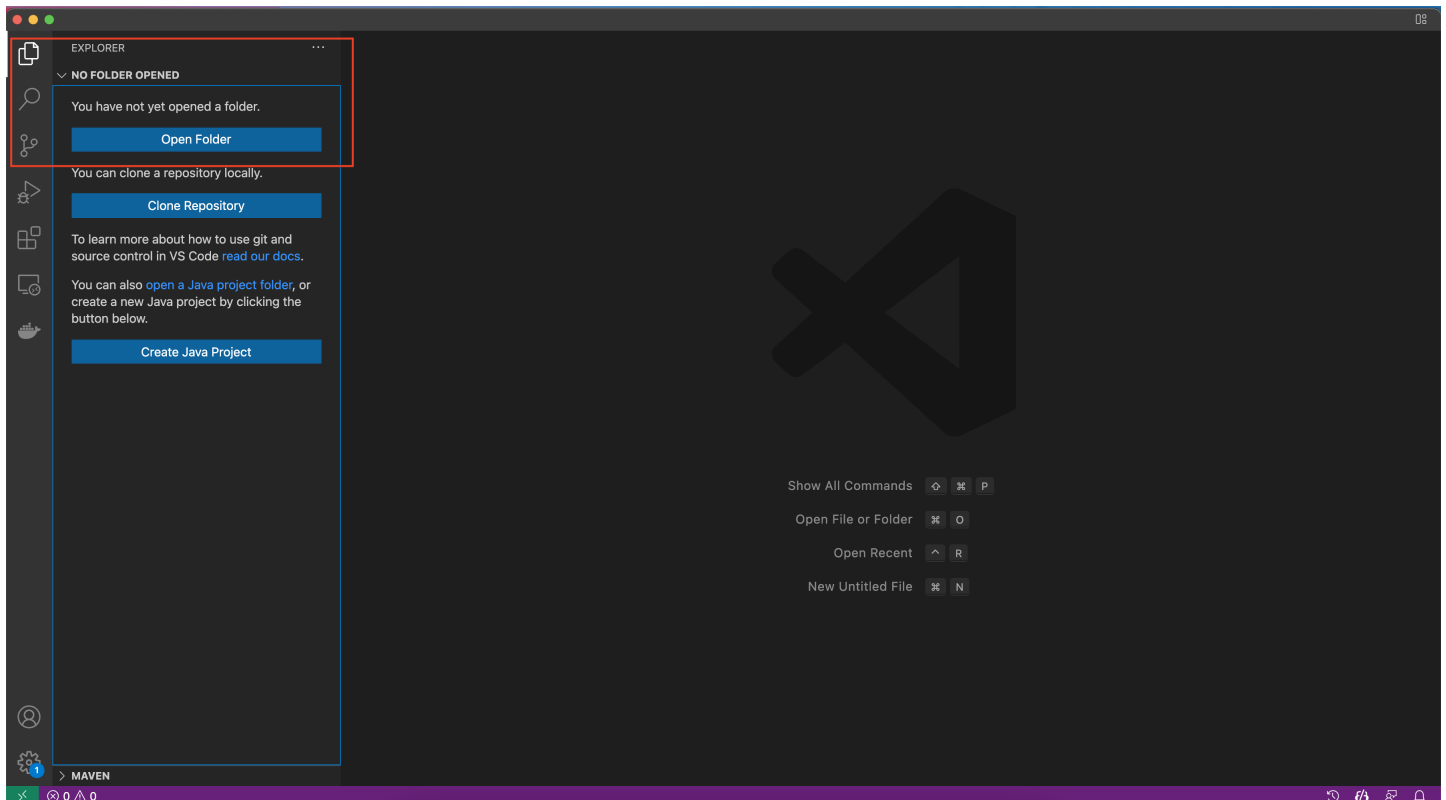 EXPLORER
NO FOLDER OPENED
You have not yet opened a folder.
Open Folder
You can clone a repository locally.
Clone Repository
To learn more about how to use git and
source control in VS Code read our docs.
You can also open a Java project folder, or
create a new Java project by clicking the
button below.
Create Java Project
Show All Commands ⇧ ⌘ P
Open File or Folder ⌘ O
Open Recent ^ R
New Untitled File ⌘ N
1
MAVEN
0 0